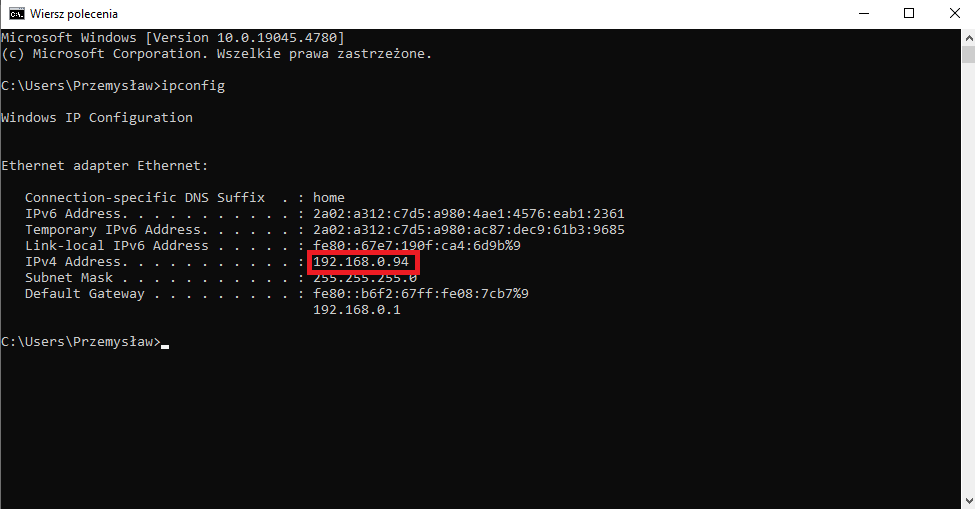 Wiersz polecenia
Microsoft Windows [Version 10.0.19045.4780]
(c) Microsoft Corporation. Wszelkie prawa zastrzeżone.
C:\Users\Przemysław>ipconfig
Windows IP Configuration
Ethernet adapter Ethernet:
Connection-specific DNS Suffix  . : home
IPv6 Address. . . . . . . . . . . : 2a02:a312:c7d5:a980:4ae1:4576:eab1:2361
Temporary IPv6 Address. . . . . . : 2a02:a312:c7d5:a980:ac87:dec9:61b3:9685
Link-local IPv6 Address . . . . . : fe80::67e7:190f:ca4:6d9b%9
IPv4 Address. . . . . . . . . . . : 192.168.0.94
Subnet Mask . . . . . . . . . . . : 255.255.255.0
Default Gateway . . . . . . . . . : fe80::b6f2:67ff:fe08:7cb7%9
192.168.0.1
C:\Users\Przemysław>